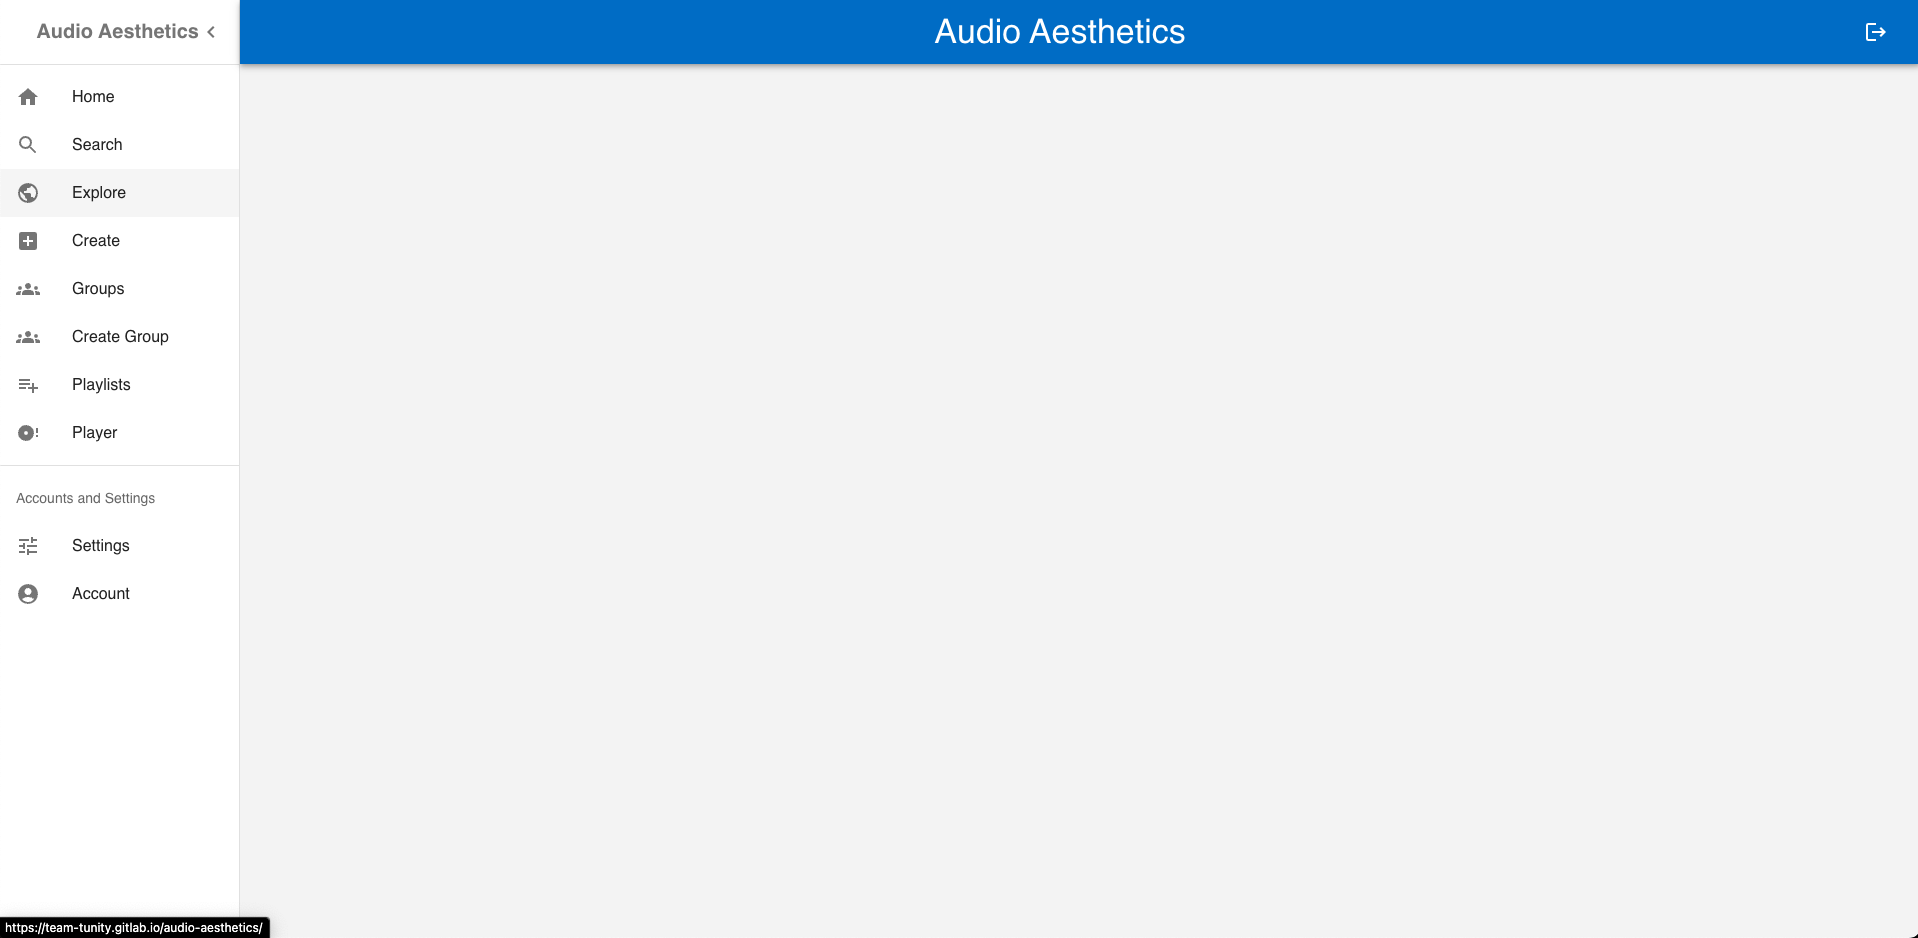 Audio Aesthetics
Audio Aesthetics
Home
Search
Explore
Create
Groups
Create Group
Playlists
Player
Accounts and Settings
Settings
Account
https://team-tunity.gitlab.io/audio-aesthetics/